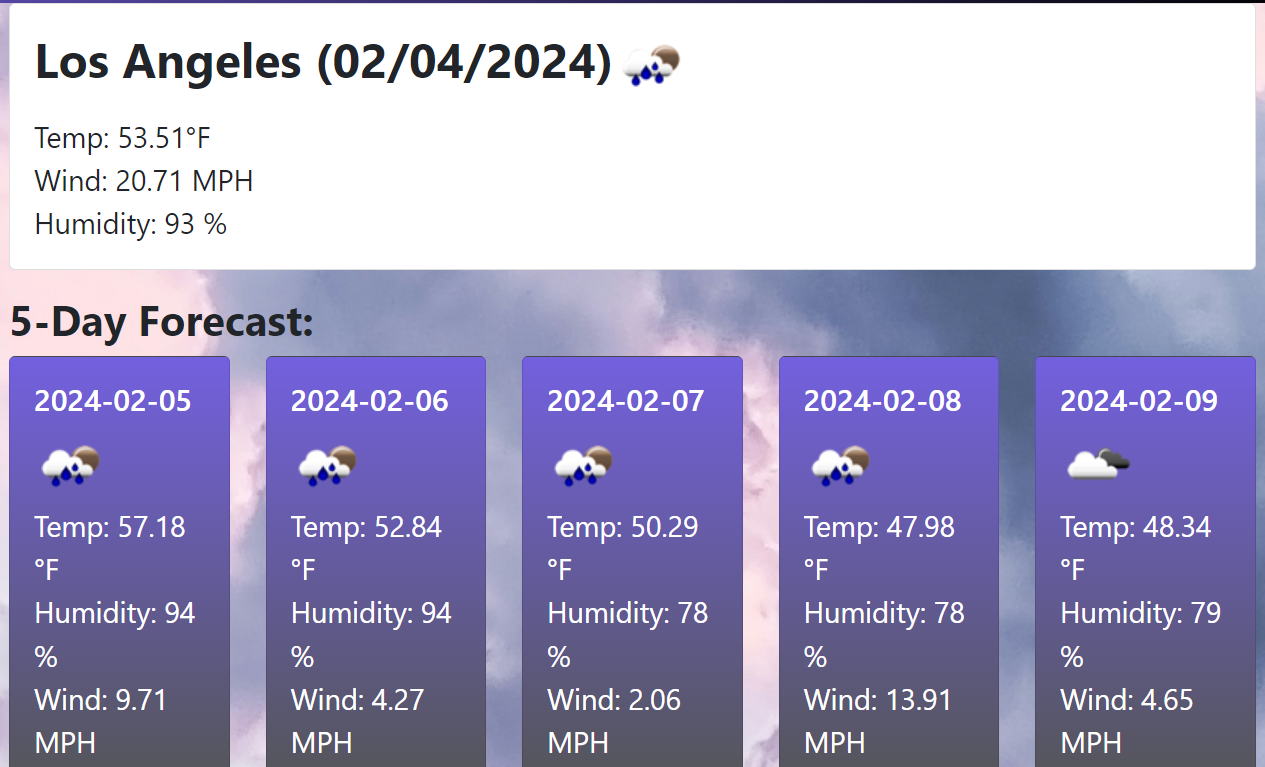 Los Angeles (02/04/2024)
Temp: 53.51°F
Wind: 20.71 MPH
Humidity: 93 %
5-Day Forecast:
2024-02-05
Temp: 57.18
°F
Humidity: 94
%
Wind: 9.71
MPH
2024-02-06
Temp: 52.84
°F
Humidity: 94
%
Wind: 4.27
MPH
2024-02-07
Temp: 50.29
°F
Humidity: 78
%
Wind: 2.06
MPH
2024-02-08
Temp: 47.98
°F
Humidity: 78
%
Wind: 13.91
MPH
2024-02-09
Temp: 48.34
°F
Humidity: 79
%
Wind: 4.65
MPH